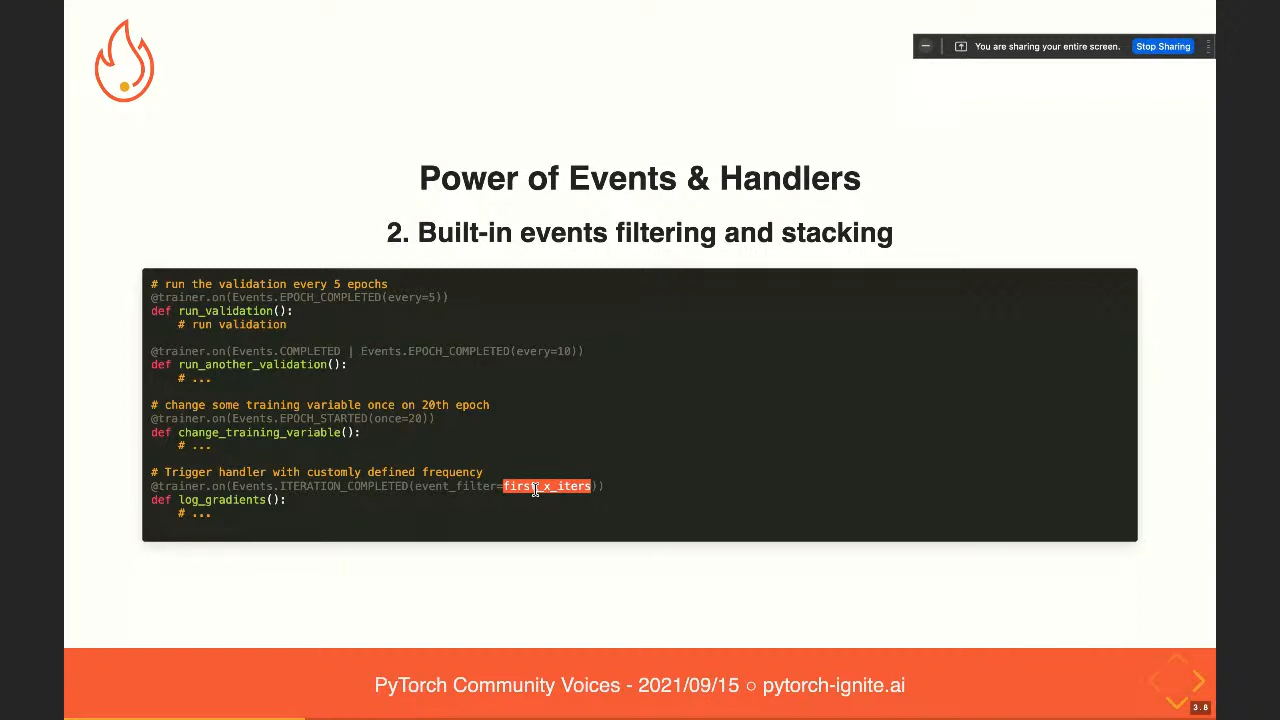 You are sharing your entire screen. Stop Sharing
Power of Events & Handlers
2. Built-in events filtering and stacking
# run the validation every 5 epochs
@trainer.on(Events.EPOCH_COMPLETED(every=5))
def run_validation():
    # run validation
@trainer.on(Events.COMPLETED | Events.EPOCH_COMPLETED(every=10))
def run_another_validation():
    # ...
# change some training variable once on 20th epoch
@trainer.on(Events.EPOCH_STARTED(once=20))
def change_training_variable():
    # ...
# Trigger handler with customly defined frequency
@trainer.on(Events.ITERATION_COMPLETED(event_filter=first_x_iters))
def log_gradients():
    # ...
PyTorch Community Voices - 2021/09/15 ○ pytorch-ignite.ai
3.8